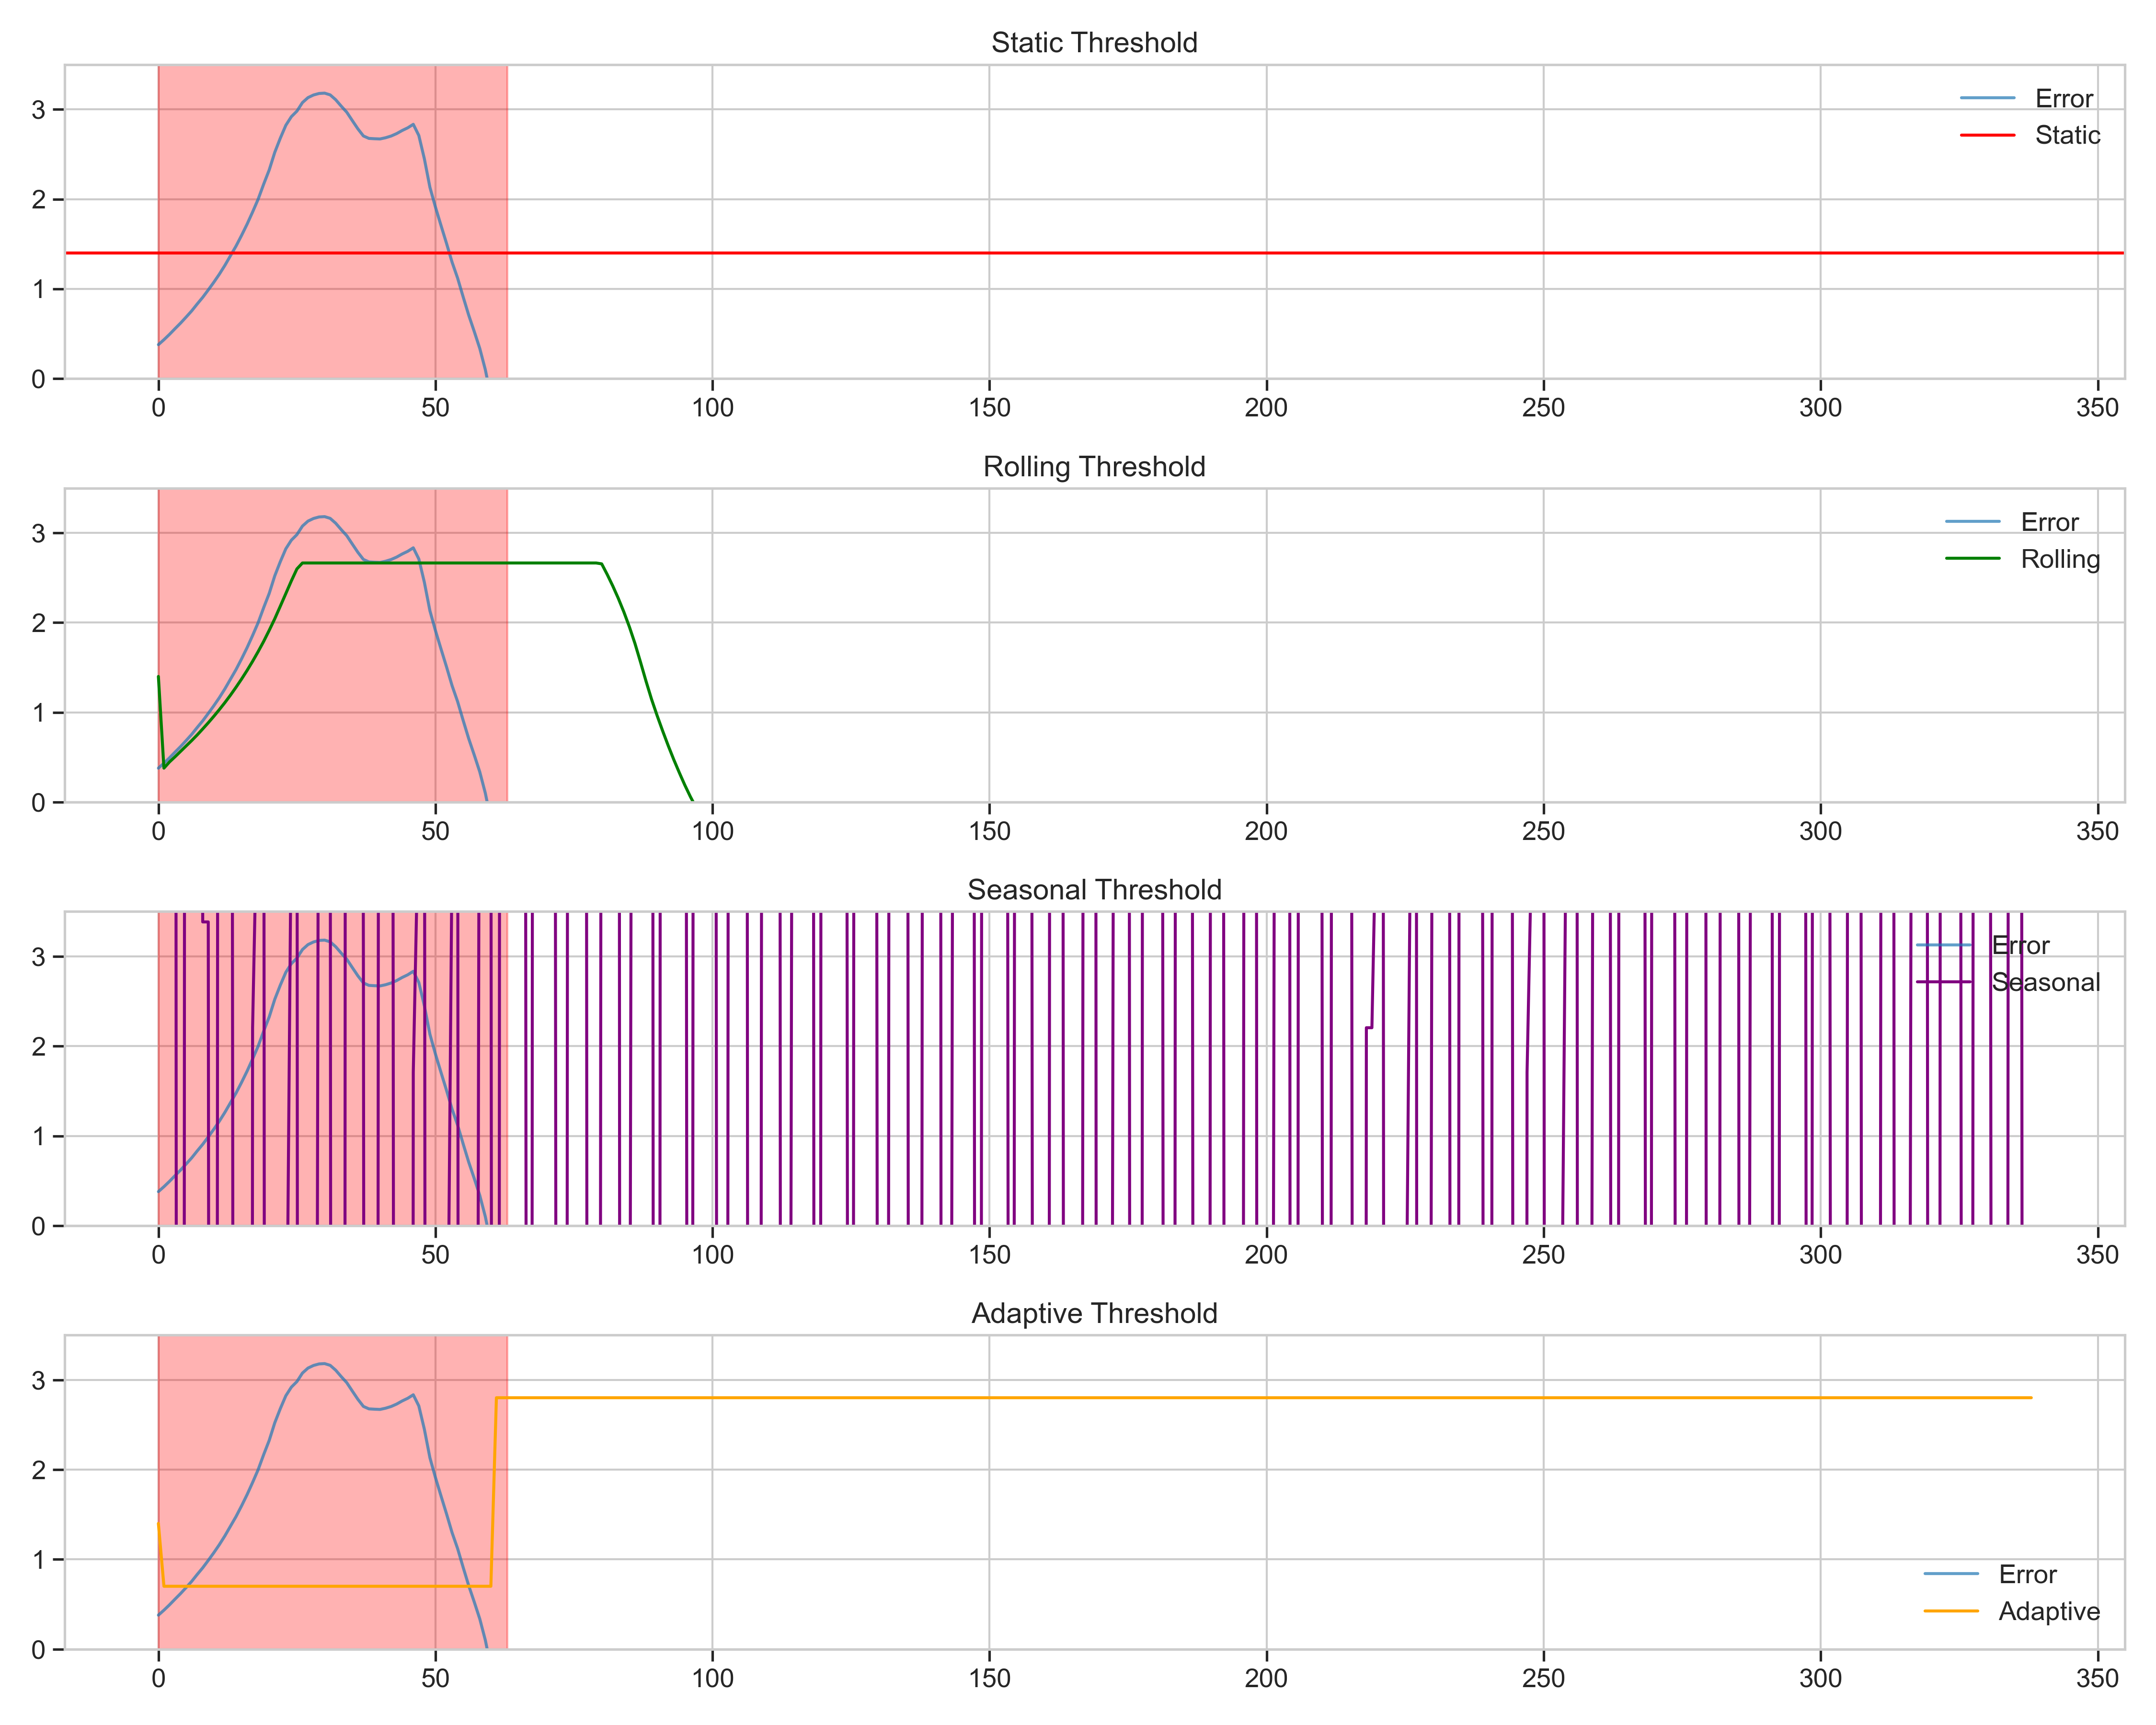 Static Threshold
3
2
1
0
Error
Static
0 50 100 150 200 250 300 350
Rolling Threshold
3
2
1
0
Error
Rolling
0 50 100 150 200 250 300 350
Seasonal Threshold
3
2
1
0
Error
Seasonal
0 50 100 150 200 250 300 350
Adaptive Threshold
3
2
1
0
Error
Adaptive
0 50 100 150 200 250 300 350